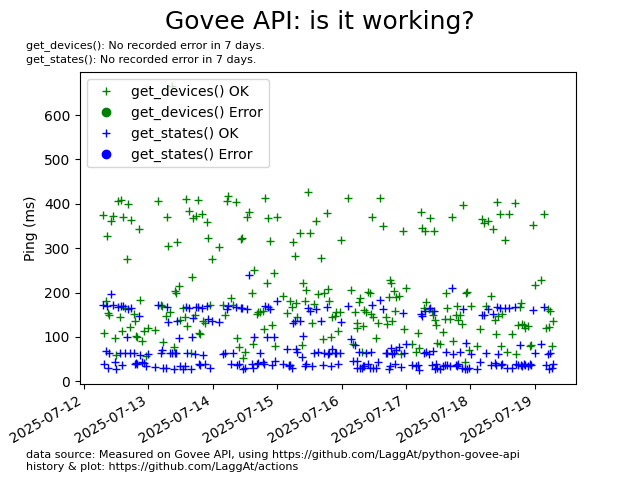 Govee API: is it working?
get_devices(): No recorded error in 7 days.
get_states(): No recorded error in 7 days.
get_devices() OK
get_devices() Error
get_states() OK
get_states() Error
Ping (ms)
600
500
400
300
200
100
0
2025-07-12
2025-07-13
2025-07-14
2025-07-15
2025-07-16
2025-07-17
2025-07-18
2025-07-19
data source: Measured on Govee API, using https://github.com/LaggAt/python-govee-api
history & plot: https://github.com/LaggAt/actions